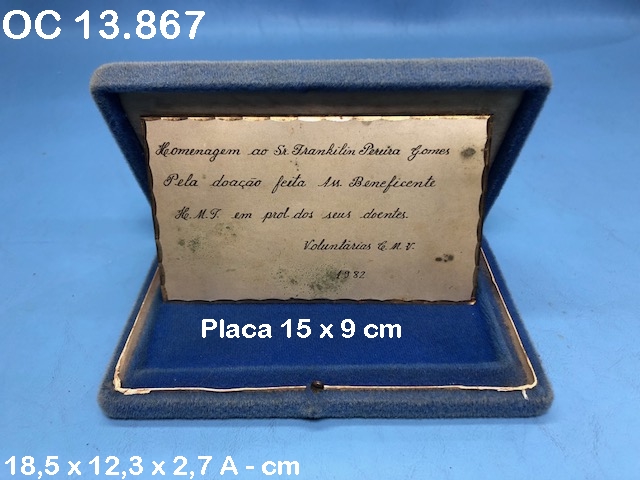 OC 13.867
Homenagem ao Sr. Frankilin Pereira Gomes
Pela doação feita Ass. Beneficente
H.M.T. em prol dos seus doentes.
Voluntárias C.M.V.
1982
Placa 15 x 9 cm
18,5 x 12,3 x 2,7 A - cm